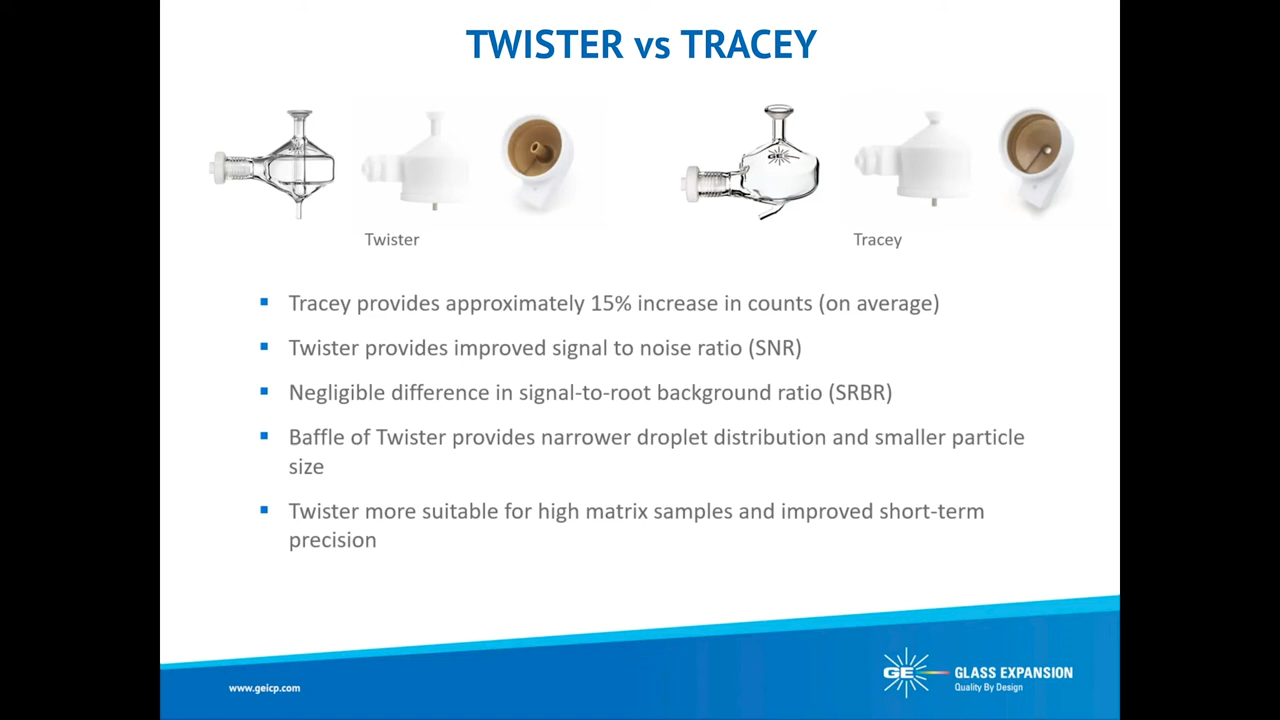 TWISTER vs TRACEY
GE
Twister
Tracey
Tracey provides approximately 15% increase in counts (on average)
Twister provides improved signal to noise ratio (SNR)
Negligible difference in signal-to-root background ratio (SRBR)
Baffle of Twister provides narrower droplet distribution and smaller particle
size
Twister more suitable for high matrix samples and improved short-term
precision
www.geicp.com
GE
GLASS EXPANSION
Quality By Design